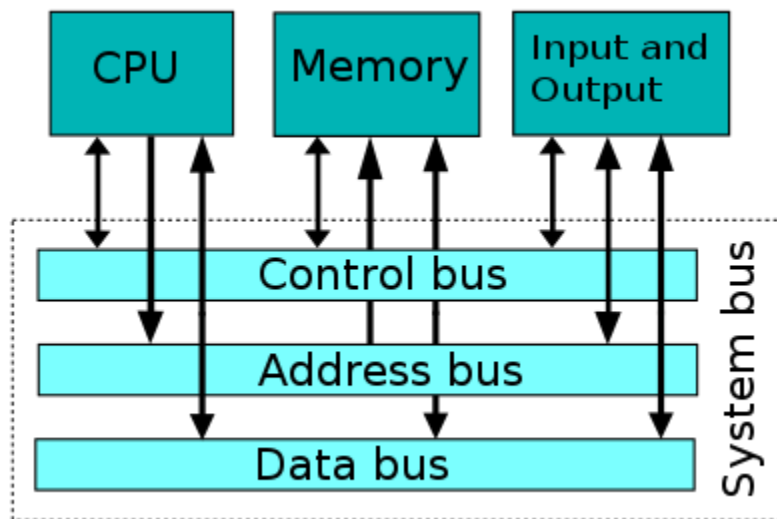 CPU
Memory
Input and
Output
Control bus
Address bus
Data bus
System bus